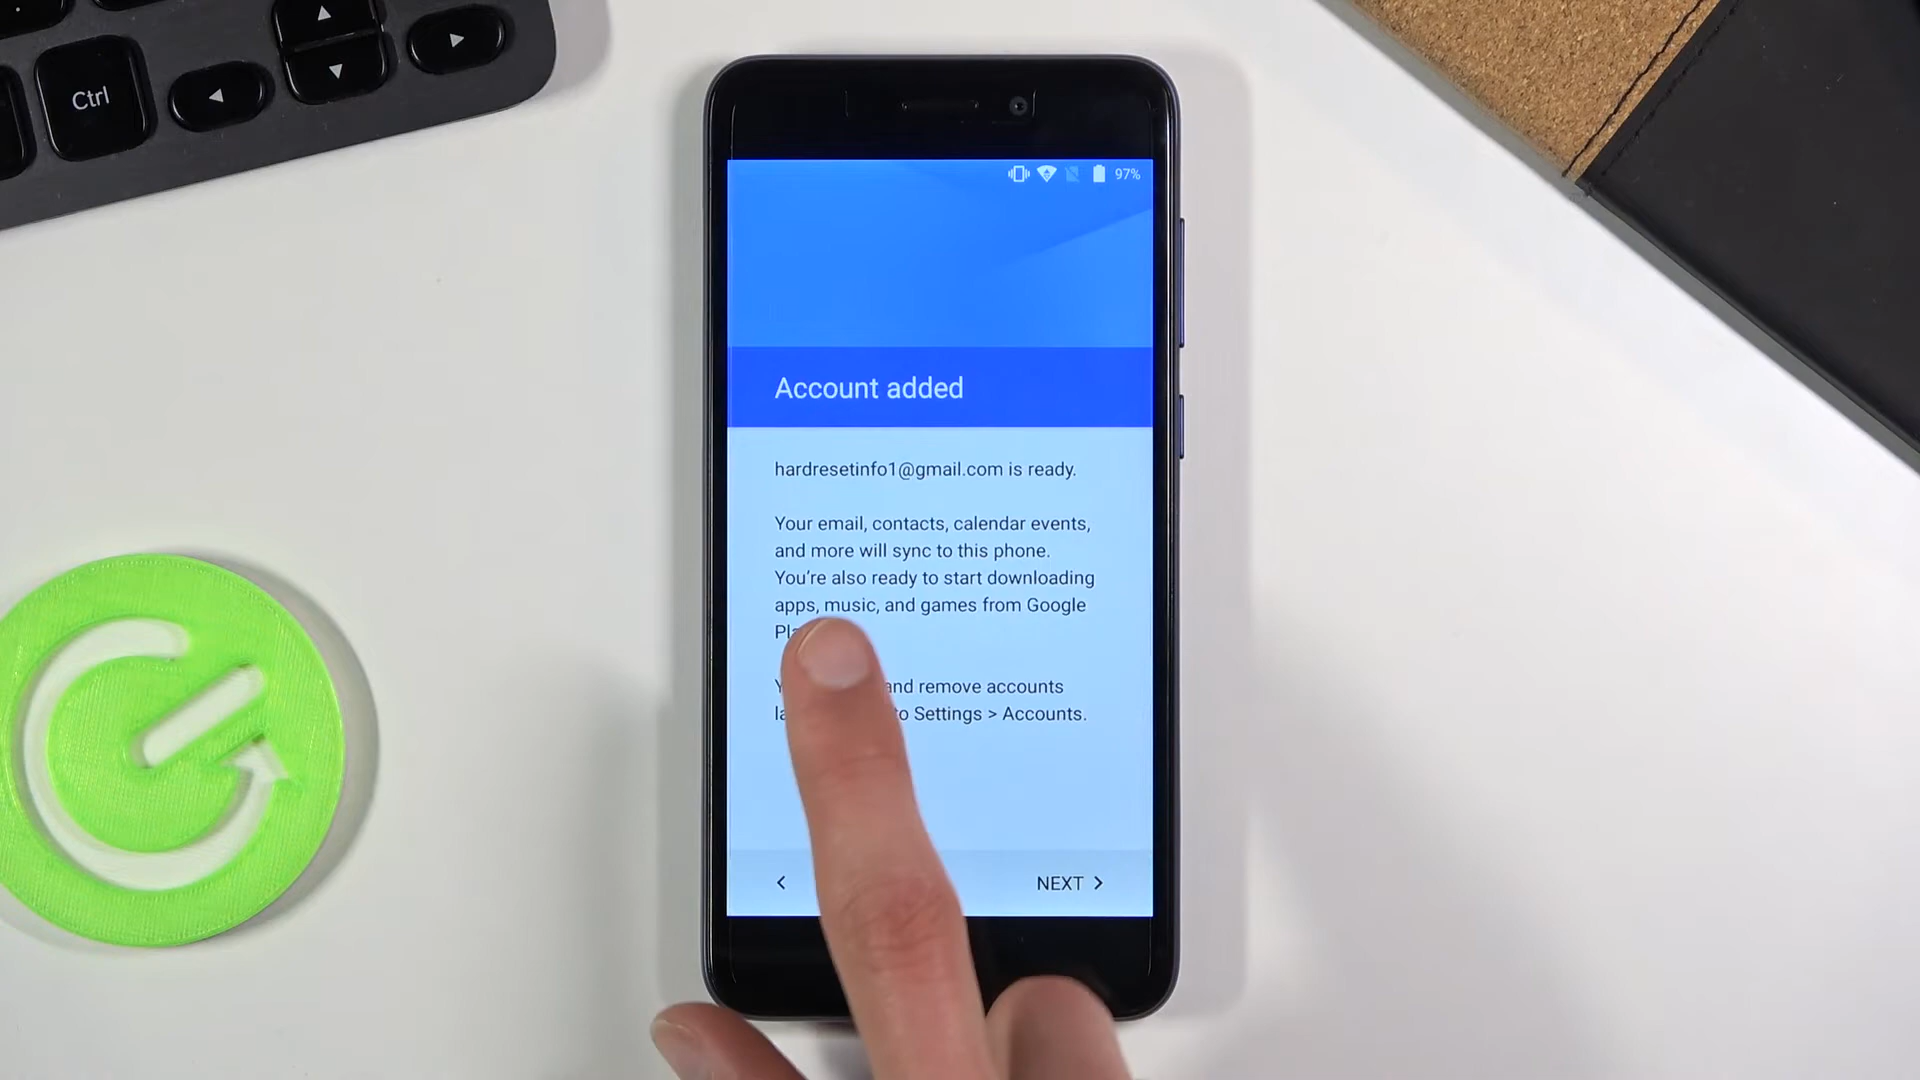 Ctrl
97%
Account added
hardresetinfo1@gmail.com is ready.
Your email, contacts, calendar events,
and more will sync to this phone.
You're also ready to start downloading
apps, music, and games from Google
and remove accounts
to Settings > Accounts.
NEXT